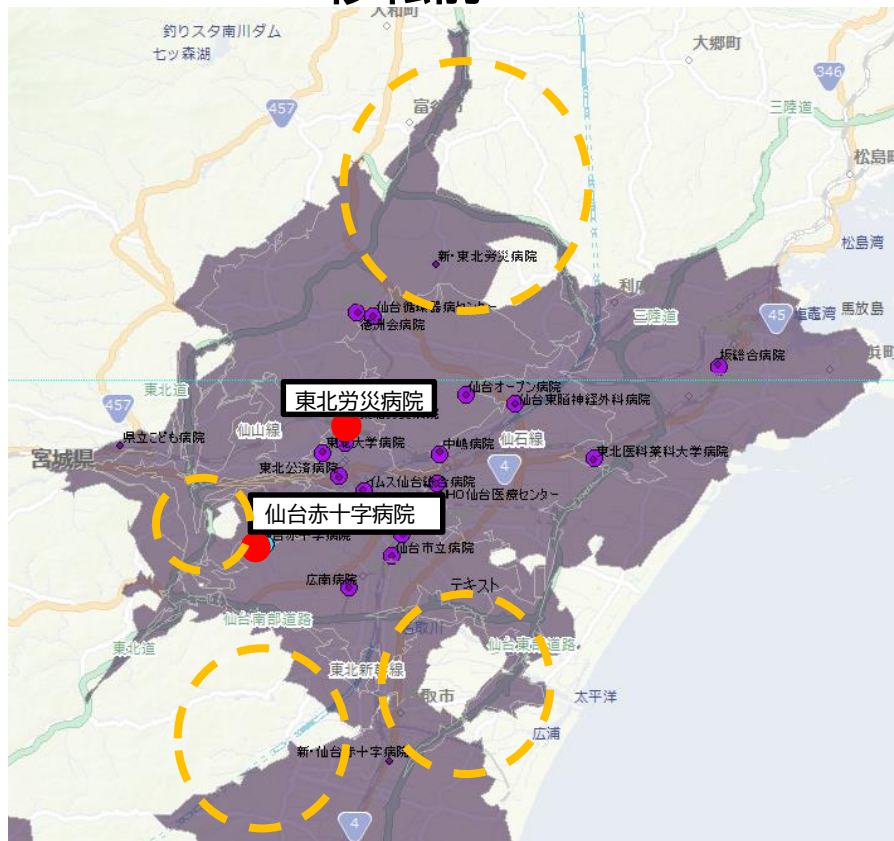 大和町
釣りスタ南川ダム
七ツ森湖
大郷町
346
457
三陸道
松島町
松島湾
新・東北労災病院
利府
三陸道
45
塩竈湾
馬放島
仙台循環器病センター
徳洲会病院
坂総合病院
東北道
仙台オープン病院
東北労災病院
457
仙台東脳神経外科病院
仙山線
県立こども病院
大学病院
中嶋病院
仙石線
宮城県
東北公済病院
4
東北医科薬科大学病院
イムス仙台総合病院
HO仙台医療センター
仙台赤十字病院
台赤十字病院
仙台市立病院
広南病院
テキスト
仙台南部道路
名取川
仙台東部道路
東北道
東北新幹線
取市
太平洋
広浦
新・仙台赤十字病院
4